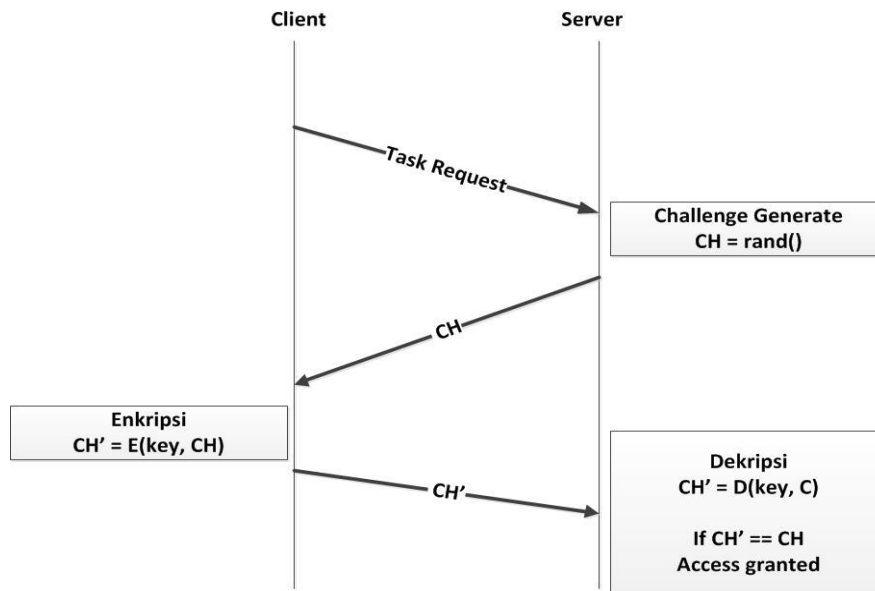 Client
Server
Task Request
Challenge Generate
CH = rand()
CH
Enkripsi
CH’ = E(key, CH)
CH’
Dekripsi
CH’ = D(key, C)
If CH’ == CH
Access granted